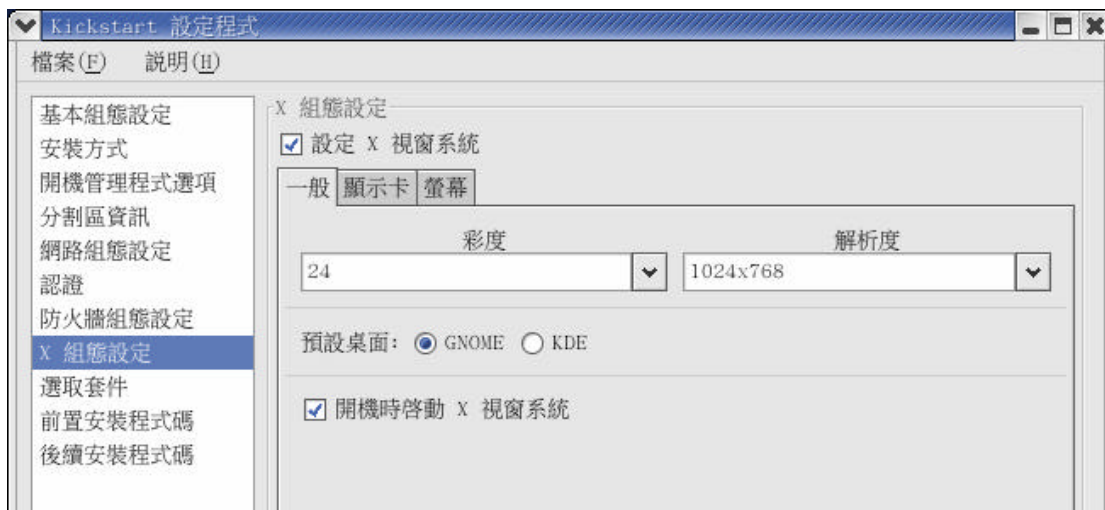 Kickstart 設定程式
檔案(F) 説明(H)
基本組態設定
安裝方式
開機管理程式選項
分割區資訊
網路組態設定
認證
防火牆組態設定
X 組態設定
選取套件
前置安裝程式碼
後續安裝程式碼
X 組態設定
設定 X 視窗系統
一般 顯示卡 螢幕
彩度 解析度
24 1024x768
預設桌面: GNOME KDE
開機時啓動 X 視窗系統